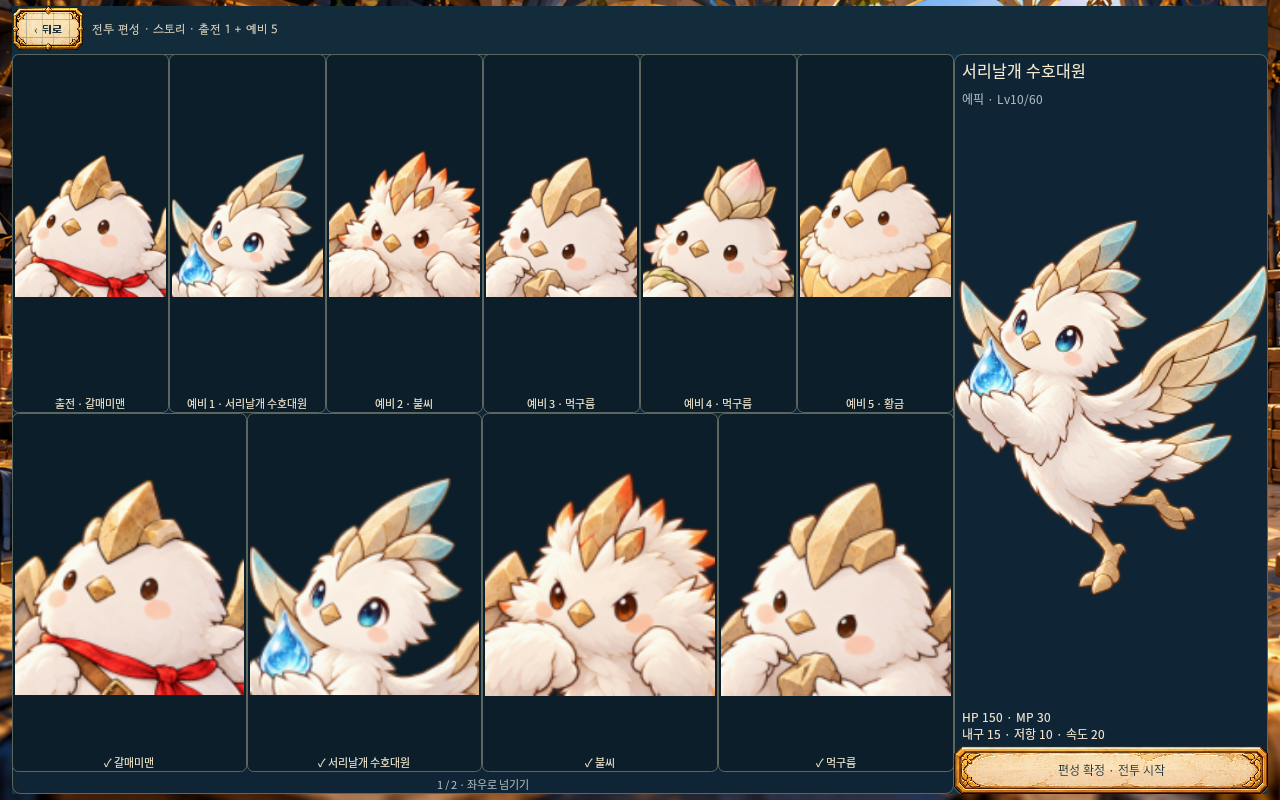 ‹ 뒤로
전투 편성 · 스토리 · 출전 1 + 예비 5
출전 · 갈매미맨
예비 1 · 서리날개 수호대원
예비 2 · 불씨
예비 3 · 먹구름
예비 4 · 먹구름
예비 5 · 황금
✓ 갈매미맨
✓ 서리날개 수호대원
✓ 불씨
✓ 먹구름
1 / 2 · 좌우로 넘기기
서리날개 수호대원
에픽 · Lv10/60
HP 150 · MP 30
내구 15 · 저항 10 · 속도 20
편성 확정 · 전투 시작